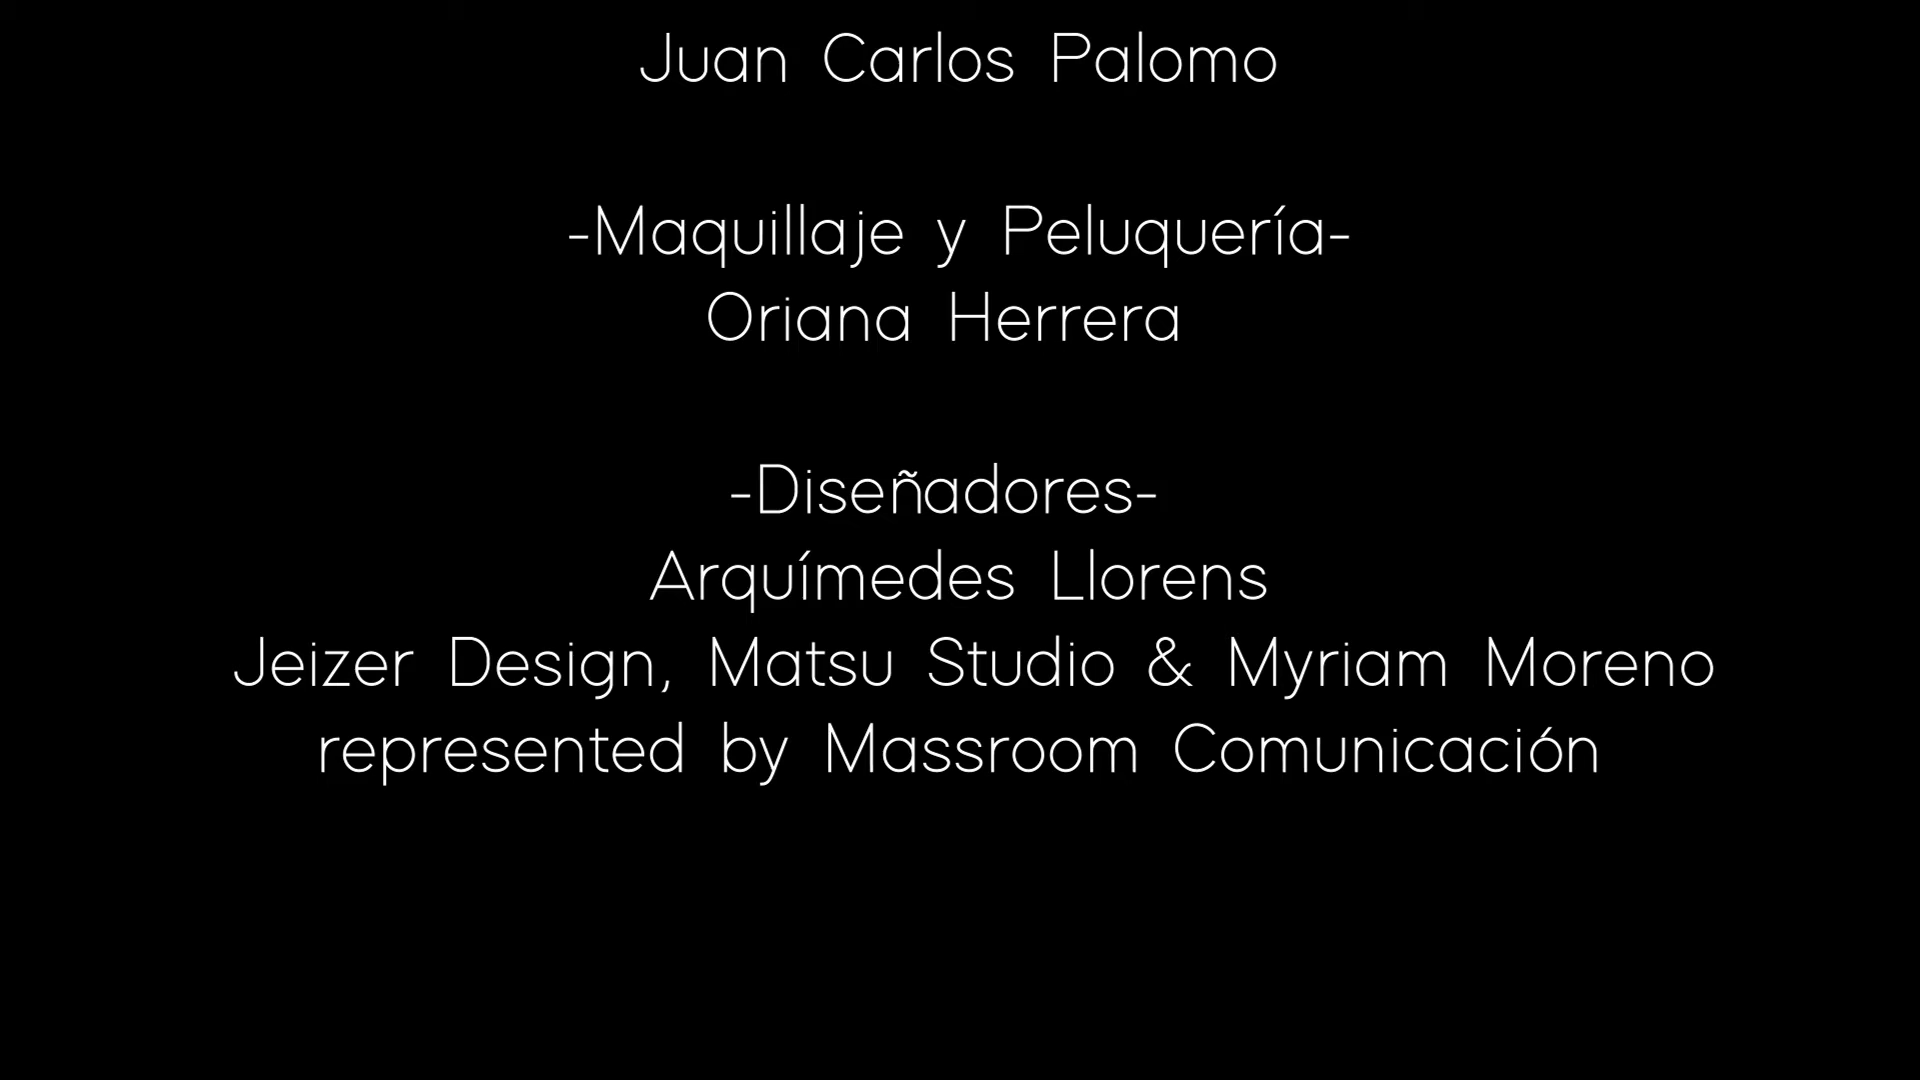 Juan Carlos Palomo
-Maquillaje y Peluquería-
Oriana Herrera
-Diseñadores-
Arquímedes Llorens
Jeizer Design, Matsu Studio & Myriam Moreno
represented by Massroom Comunicación